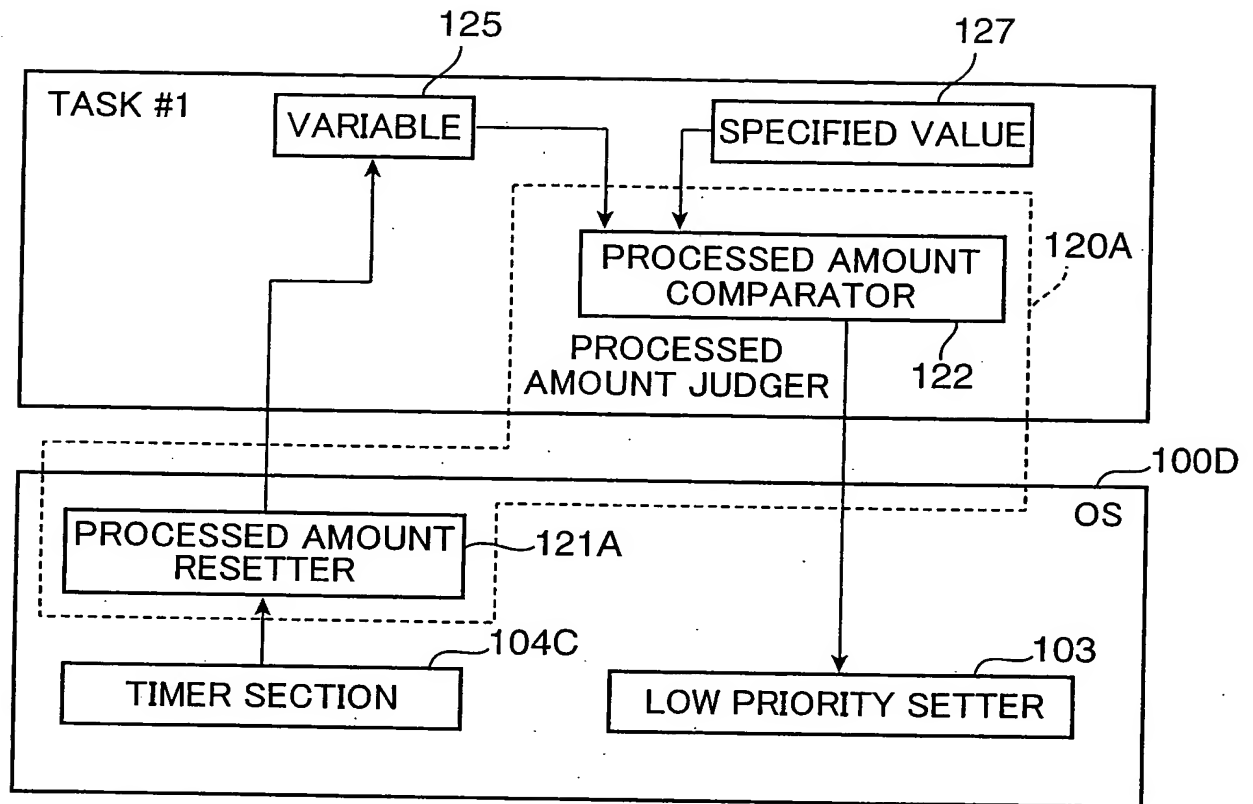 125
127
TASK #1
VARIABLE
SPECIFIED VALUE
PROCESSED AMOUNT
COMPARATOR
120A
PROCESSED
AMOUNT JUDGER
122
100D
OS
PROCESSED AMOUNT
RESETTER
121A
104C
103
TIMER SECTION
LOW PRIORITY SETTER